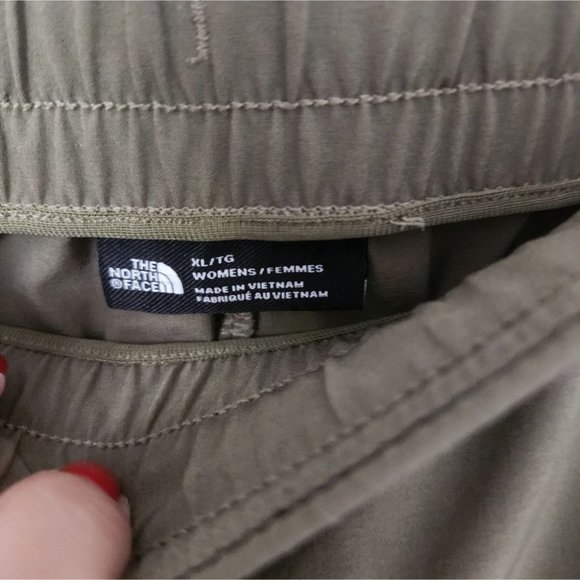 THE
NORTH
®FACE
XL/TG
WOMENS/FEMMES
MADE IN VIETNAM
FABRIQUÉ AU VIETNAM